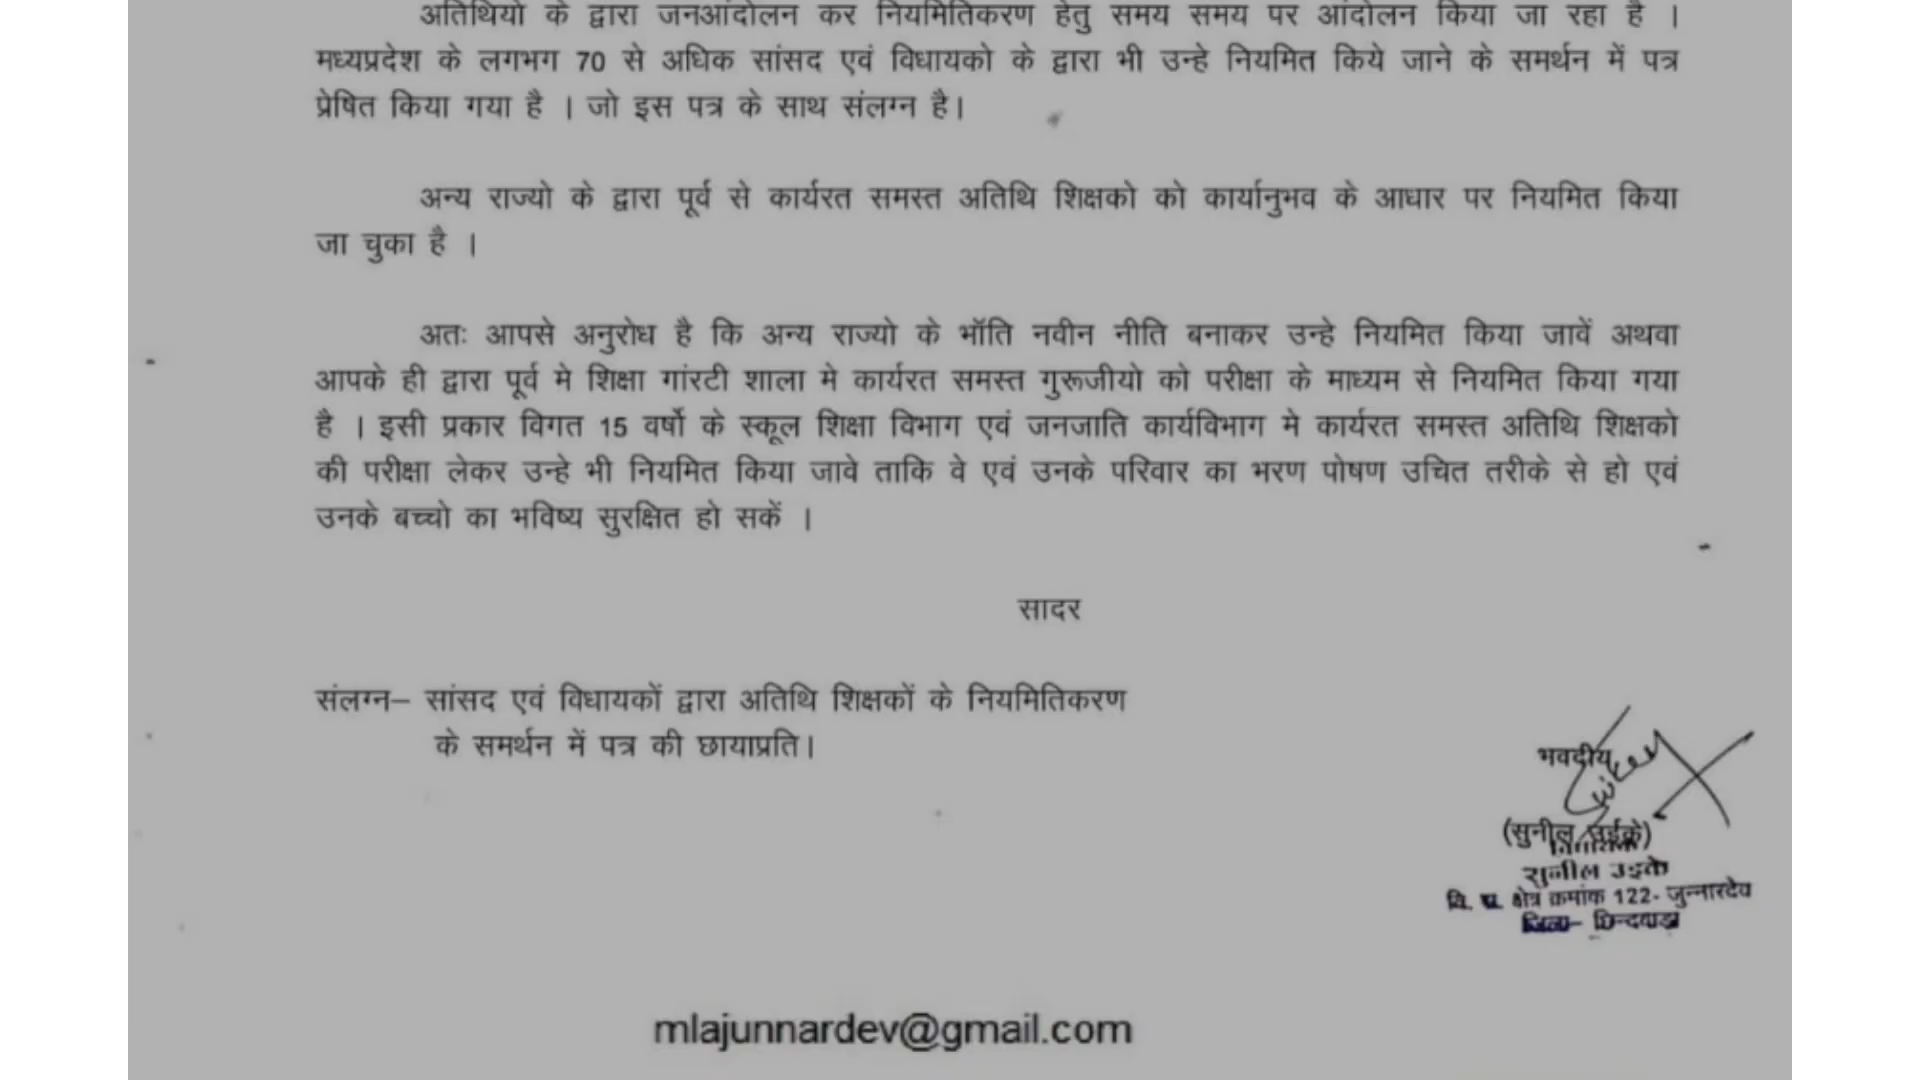 अतिथियो के द्वारा जनआंदोलन कर नियमितिकरण हेतु समय समय पर आंदोलन किया जा रहा है ।
मध्यप्रदेश के लगभग 70 से अधिक सांसद एवं विधायको के द्वारा भी उन्हे नियमित किये जाने के समर्थन में पत्र
प्रेषित किया गया है । जो इस पत्र के साथ संलग्न है।
अन्य राज्यो के द्वारा पूर्व से कार्यरत समस्त अतिथि शिक्षको को कार्यानुभव के आधार पर नियमित किया
जा चुका है ।
अतः आपसे अनुरोध है कि अन्य राज्यो के भॉति नवीन नीति बनाकर उन्हे नियमित किया जावें अथवा
आपके ही द्वारा पूर्व मे शिक्षा गांरटी शाला मे कार्यरत समस्त गुरूजीयो को परीक्षा के माध्यम से नियमित किया गया
है । इसी प्रकार विगत 15 वर्षो के स्कूल शिक्षा विभाग एवं जनजाति कार्यविभाग मे कार्यरत समस्त अतिथि शिक्षको
की परीक्षा लेकर उन्हे भी नियमित किया जावे ताकि वे एवं उनके परिवार का भरण पोषण उचित तरीके से हो एवं
उनके बच्चो का भविष्य सुरक्षित हो सकें ।
सादर
संलग्न– सांसद एवं विधायकों द्वारा अतिथि शिक्षकों के नियमितिकरण
के समर्थन में पत्र की छायाप्रति।
भवदीय
(सुनील उईके)
विधायक
सुनील उइके
वि. स. क्षेत्र क्रमांक 122- जुन्नारदेव
जिला- छिन्दवाड़ा
mlajunnardev@gmail.com